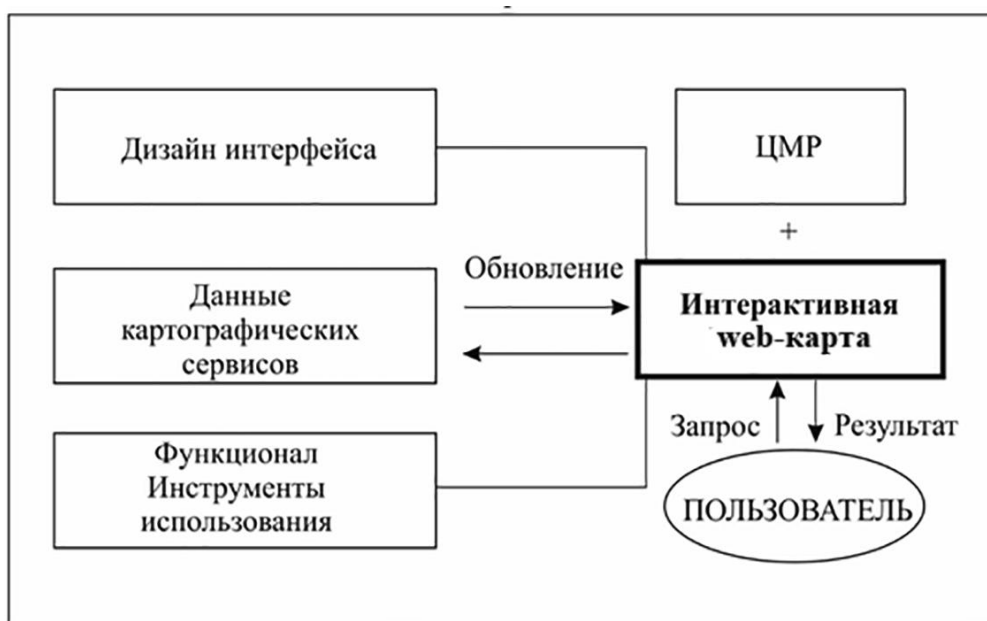 Дизайн интерфейса
ЦМР
+
Обновление
Данные
картографических
сервисов
Интерактивная
web-карта
Запрос
Результат
Функционал
Инструменты
использования
ПОЛЬЗОВАТЕЛЬ